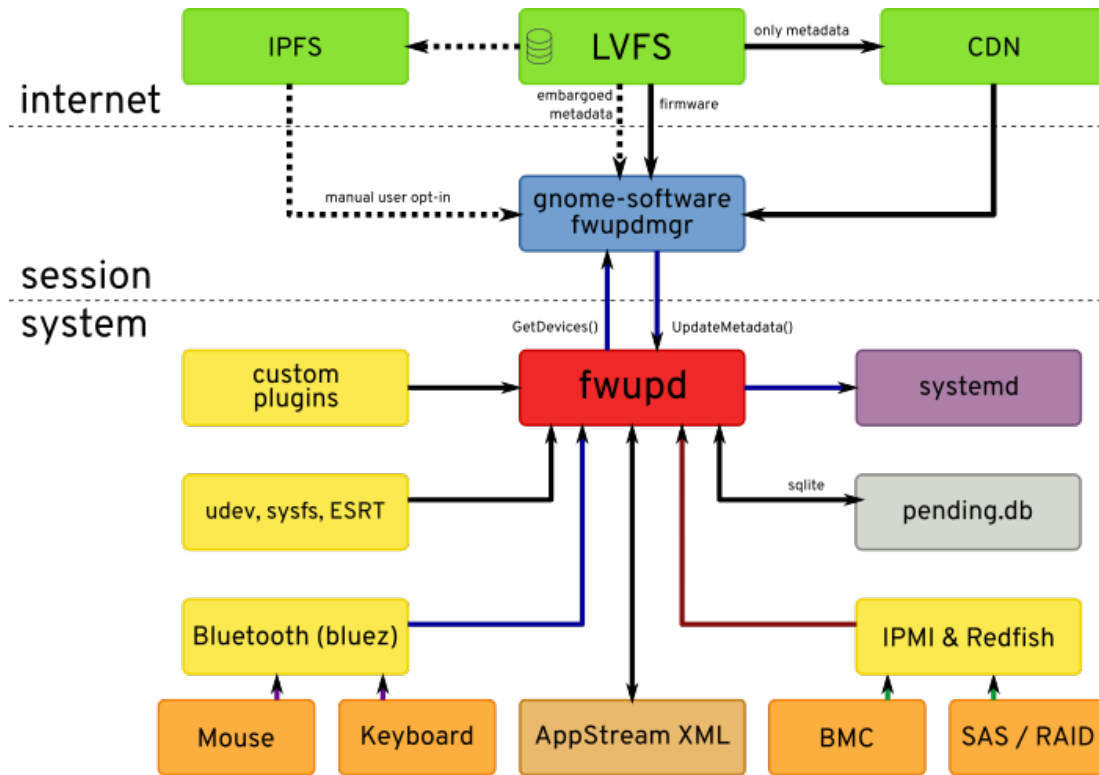 IPFS
LVFS
only metadata
CDN
internet
embargoed
metadata
firmware
manual user opt-in
gnome-software
fwupdmgr
session
system
GetDevices()
UpdateMetadata()
custom
plugins
fwupd
systemd
udev, sysfs, ESRT
sqlite
pending.db
Bluetooth (bluez)
IPMI & Redfish
Mouse
Keyboard
AppStream XML
BMC
SAS / RAID